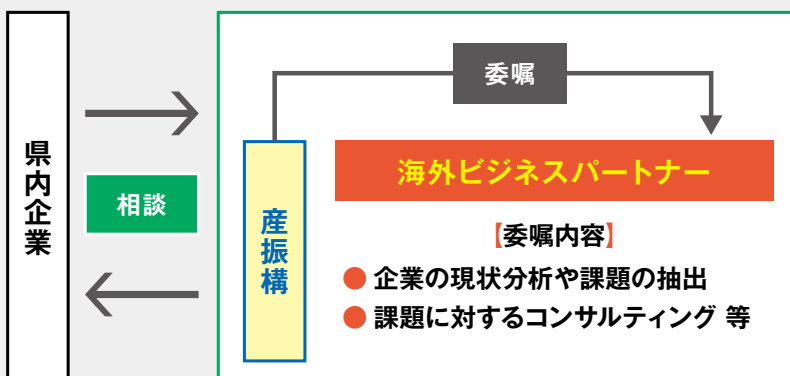 県内企業
相談
産振構
委嘱
海外ビジネスパートナー
【委嘱内容】
● 企業の現状分析や課題の抽出
● 課題に対するコンサルティング 等